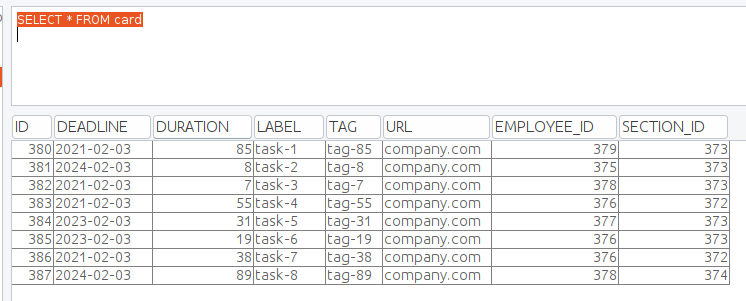 SELECT * FROM card
ID DEADLINE DURATION LABEL TAG URL EMPLOYEE_ID SECTION_ID
380 2021-02-03 85 task-1 tag-85 company.com 379 373
381 2024-02-03 8 task-2 tag-8 company.com 375 373
382 2021-02-03 7 task-3 tag-7 company.com 378 373
383 2021-02-03 55 task-4 tag-55 company.com 376 372
384 2023-02-03 31 task-5 tag-31 company.com 377 373
385 2023-02-03 19 task-6 tag-19 company.com 376 373
386 2021-02-03 38 task-7 tag-38 company.com 376 372
387 2024-02-03 89 task-8 tag-89 company.com 378 374